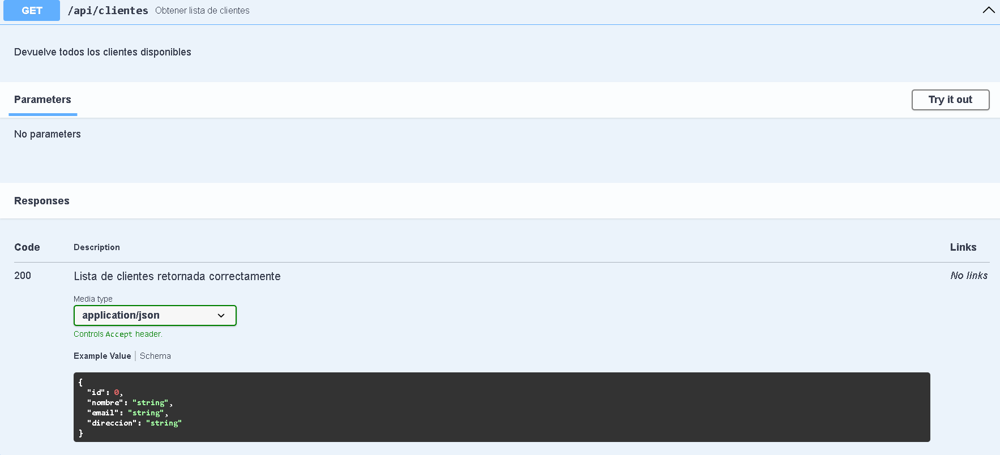 GET /api/clientes Obtener lista de clientes
Devuelve todos los clientes disponibles
Parameters Try it out
No parameters
Responses
Code Description Links
200 Lista de clientes retornada correctamente No links
Media type
application/json
Controls Accept header.
Example Value | Schema
{
  "id": 0,
  "nombre": "string",
  "email": "string",
  "direccion": "string"
}